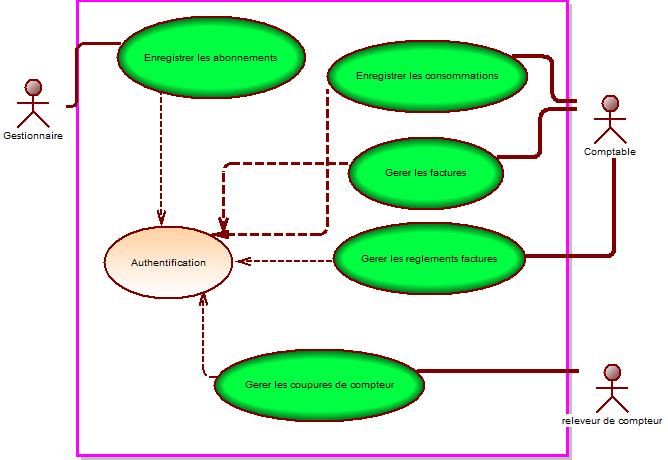 Enregistrer les abonnements
Enregistrer les consommations
Gestionnaire
Comptable
Gerer les factures
Authentification
Gerer les reglements factures
Gerer les coupures de compteur
releveur de compteur